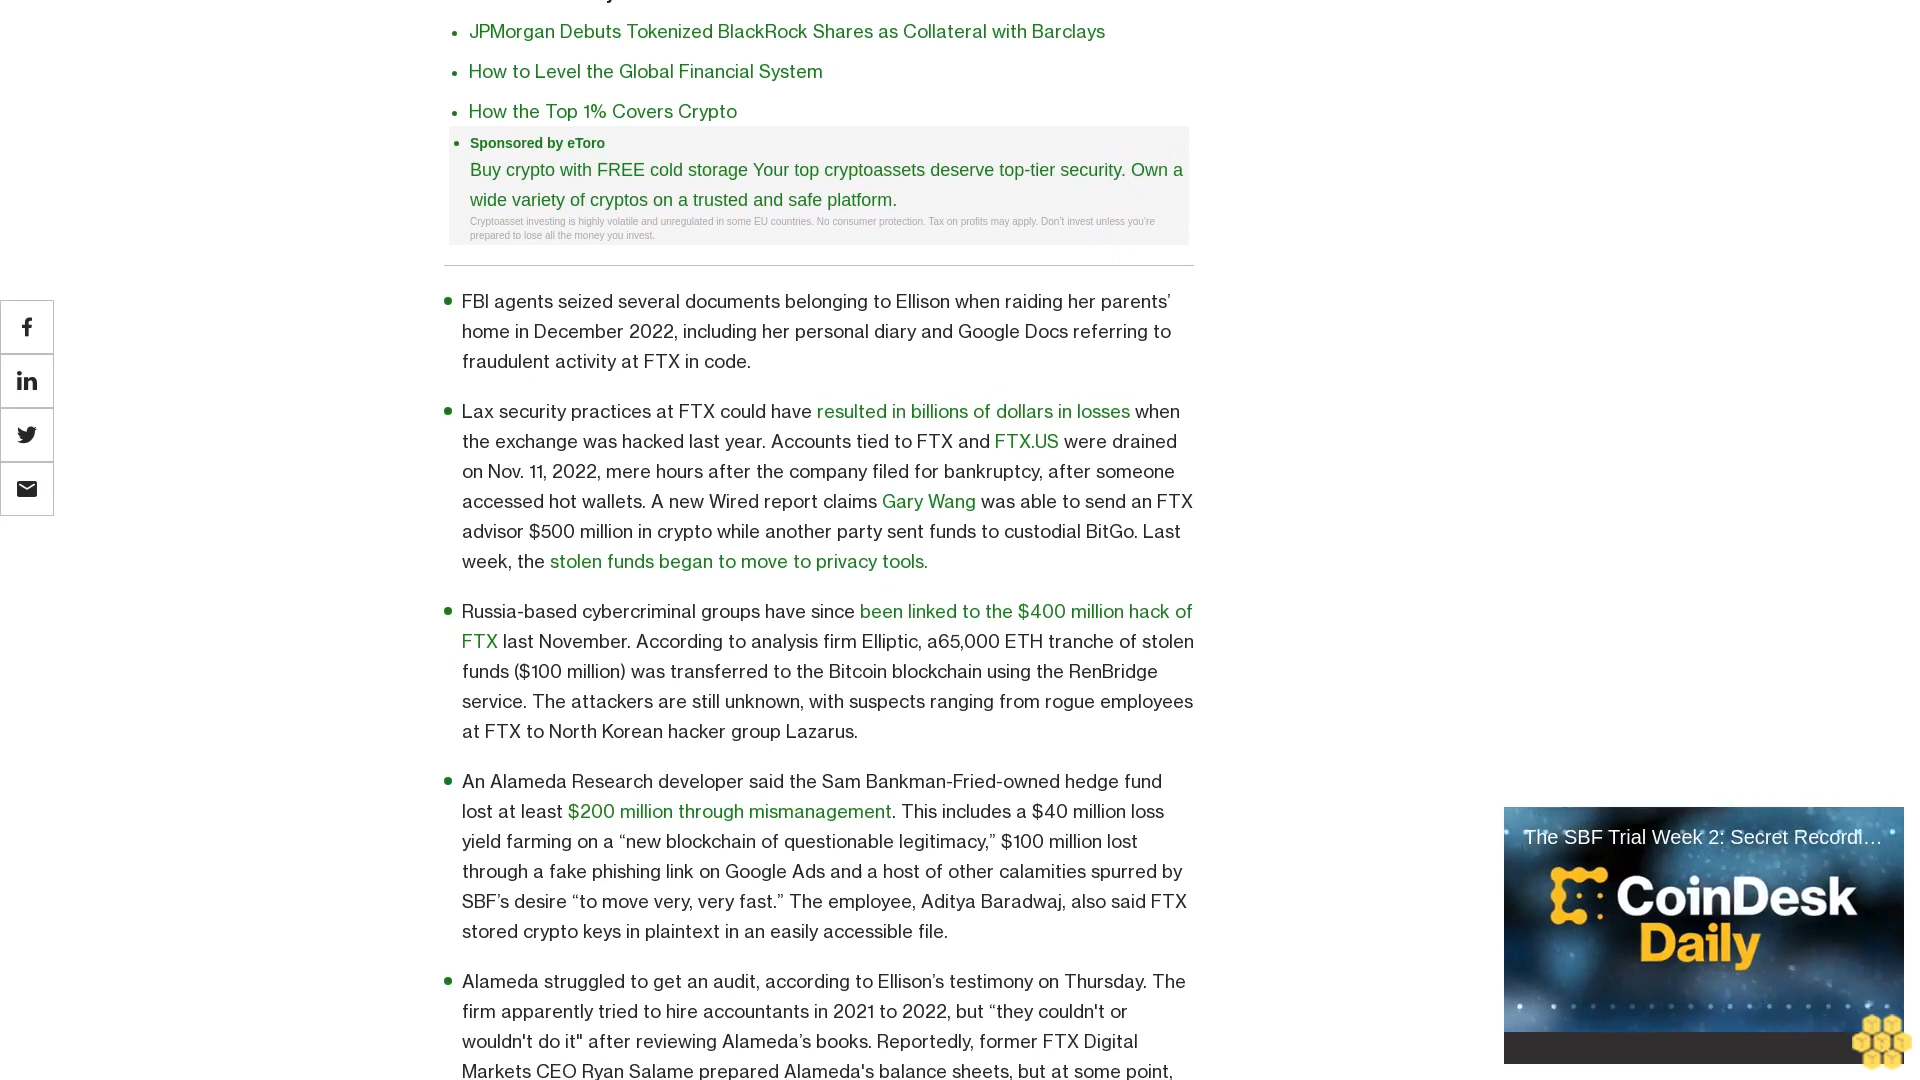 JPMorgan Debuts Tokenized BlackRock Shares as Collateral with Barclays
How to Level the Global Financial System
How the Top 1% Covers Crypto
Sponsored by eToro
Buy crypto with FREE cold storage Your top cryptoassets deserve top-tier security. Own a
wide variety of cryptos on a trusted and safe platform.
Cryptoasset investing is highly volatile and unregulated in some EU countries. No consumer protection. Tax on profits may apply. Don’t invest unless you’re
prepared to lose all the money you invest.
FBI agents seized several documents belonging to Ellison when raiding her parents’
home in December 2022, including her personal diary and Google Docs referring to
fraudulent activity at FTX in code.
Lax security practices at FTX could have resulted in billions of dollars in losses when
the exchange was hacked last year. Accounts tied to FTX and FTX.US were drained
on Nov. 11, 2022, mere hours after the company filed for bankruptcy, after someone
accessed hot wallets. A new Wired report claims Gary Wang was able to send an FTX
advisor $500 million in crypto while another party sent funds to custodial BitGo. Last
week, the stolen funds began to move to privacy tools.
Russia-based cybercriminal groups have since been linked to the $400 million hack of
FTX last November. According to analysis firm Elliptic, a65,000 ETH tranche of stolen
funds ($100 million) was transferred to the Bitcoin blockchain using the RenBridge
service. The attackers are still unknown, with suspects ranging from rogue employees
at FTX to North Korean hacker group Lazarus.
An Alameda Research developer said the Sam Bankman-Fried-owned hedge fund
lost at least $200 million through mismanagement. This includes a $40 million loss
yield farming on a “new blockchain of questionable legitimacy,” $100 million lost
through a fake phishing link on Google Ads and a host of other calamities spurred by
SBF’s desire “to move very, very fast.” The employee, Aditya Baradwaj, also said FTX
stored crypto keys in plaintext in an easily accessible file.
Alameda struggled to get an audit, according to Ellison’s testimony on Thursday. The
firm apparently tried to hire accountants in 2021 to 2022, but “they couldn't or
wouldn't do it" after reviewing Alameda’s books. Reportedly, former FTX Digital
Markets CEO Ryan Salame prepared Alameda's balance sheets, but at some point,
The SBF Trial Week 2: Secret Recordi…
CoinDesk
Daily